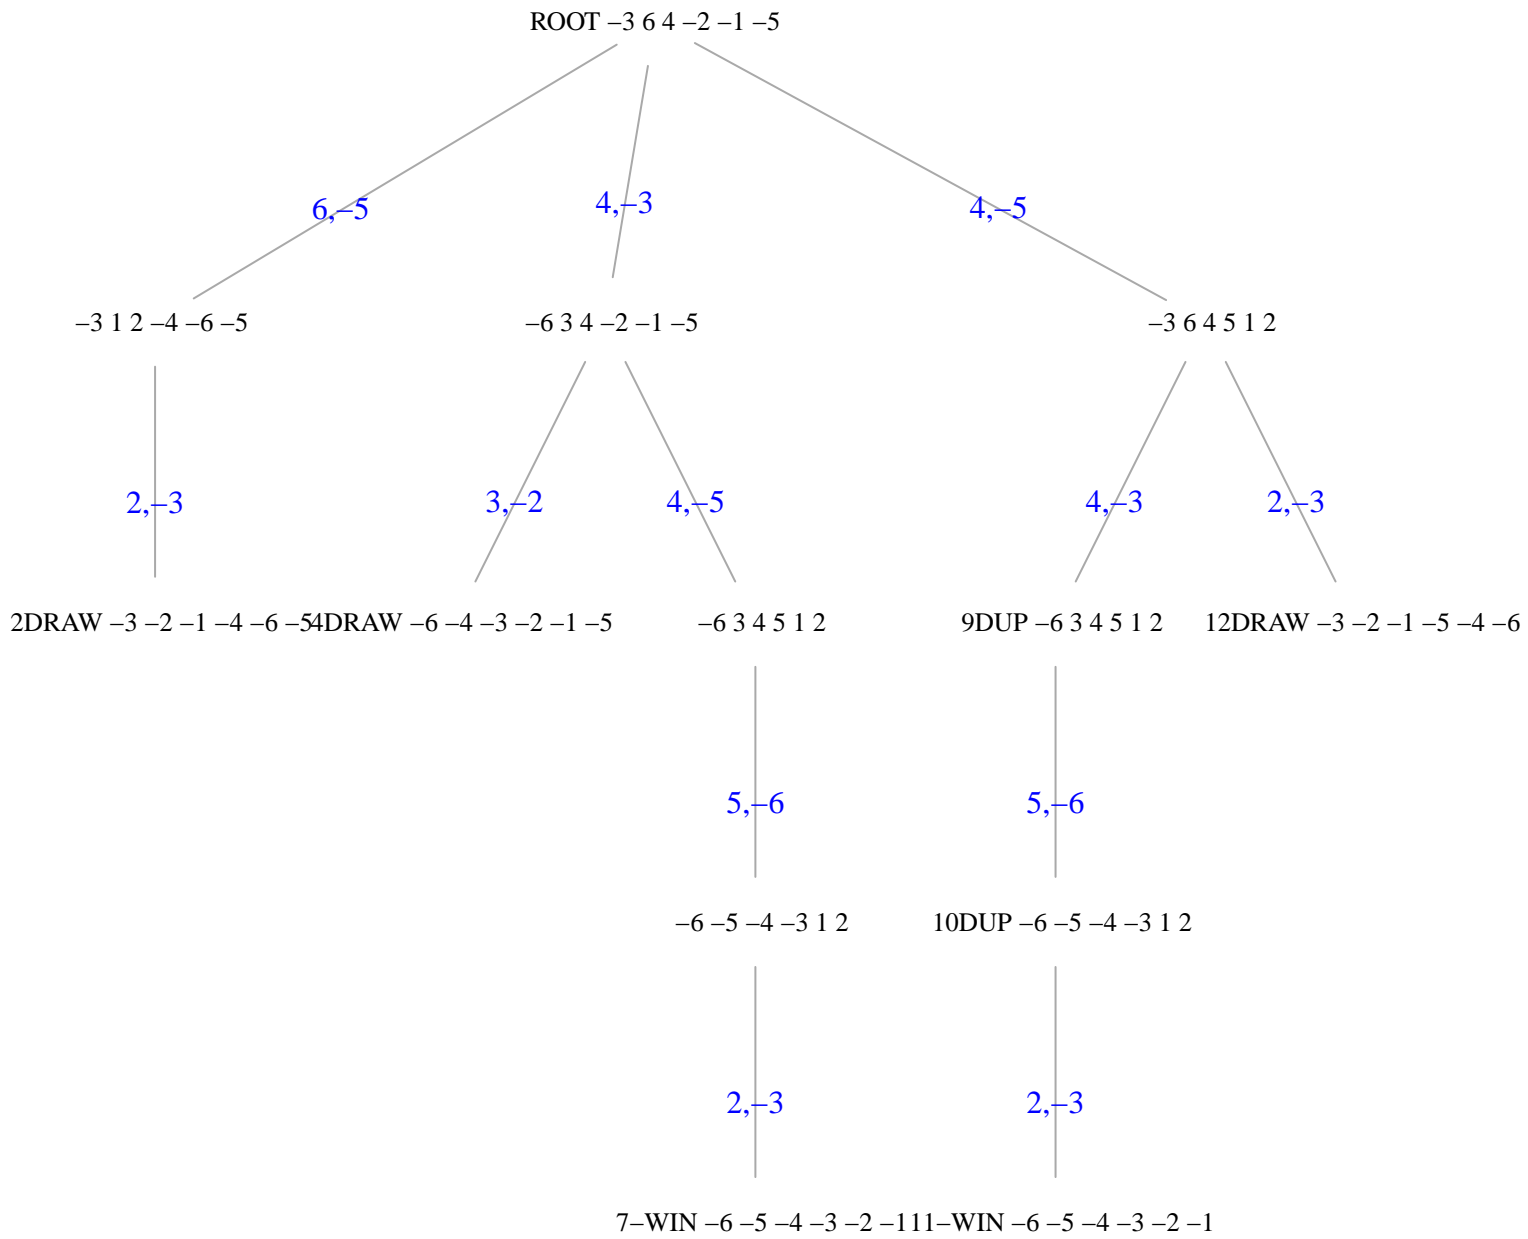 ROOT –3 6 4 –2 –1 –5
6,–5 4,–3 4,–5
–3 1 2 –4 –6 –5 –6 3 4 –2 –1 –5 –3 6 4 5 1 2
2,–3 3,–2 4,–5 4,–3 2,–3
2DRAW –3 –2 –1 –4 –6 –5 4DRAW –6 –4 –3 –2 –1 –5 –6 3 4 5 1 2 9DUP –6 3 4 5 1 2 12DRAW –3 –2 –1 –5 –4 –6
5,–6 5,–6
–6 –5 –4 –3 1 2 10DUP –6 –5 –4 –3 1 2
2,–3 2,–3
7–WIN –6 –5 –4 –3 –2 –1 11–WIN –6 –5 –4 –3 –2 –1